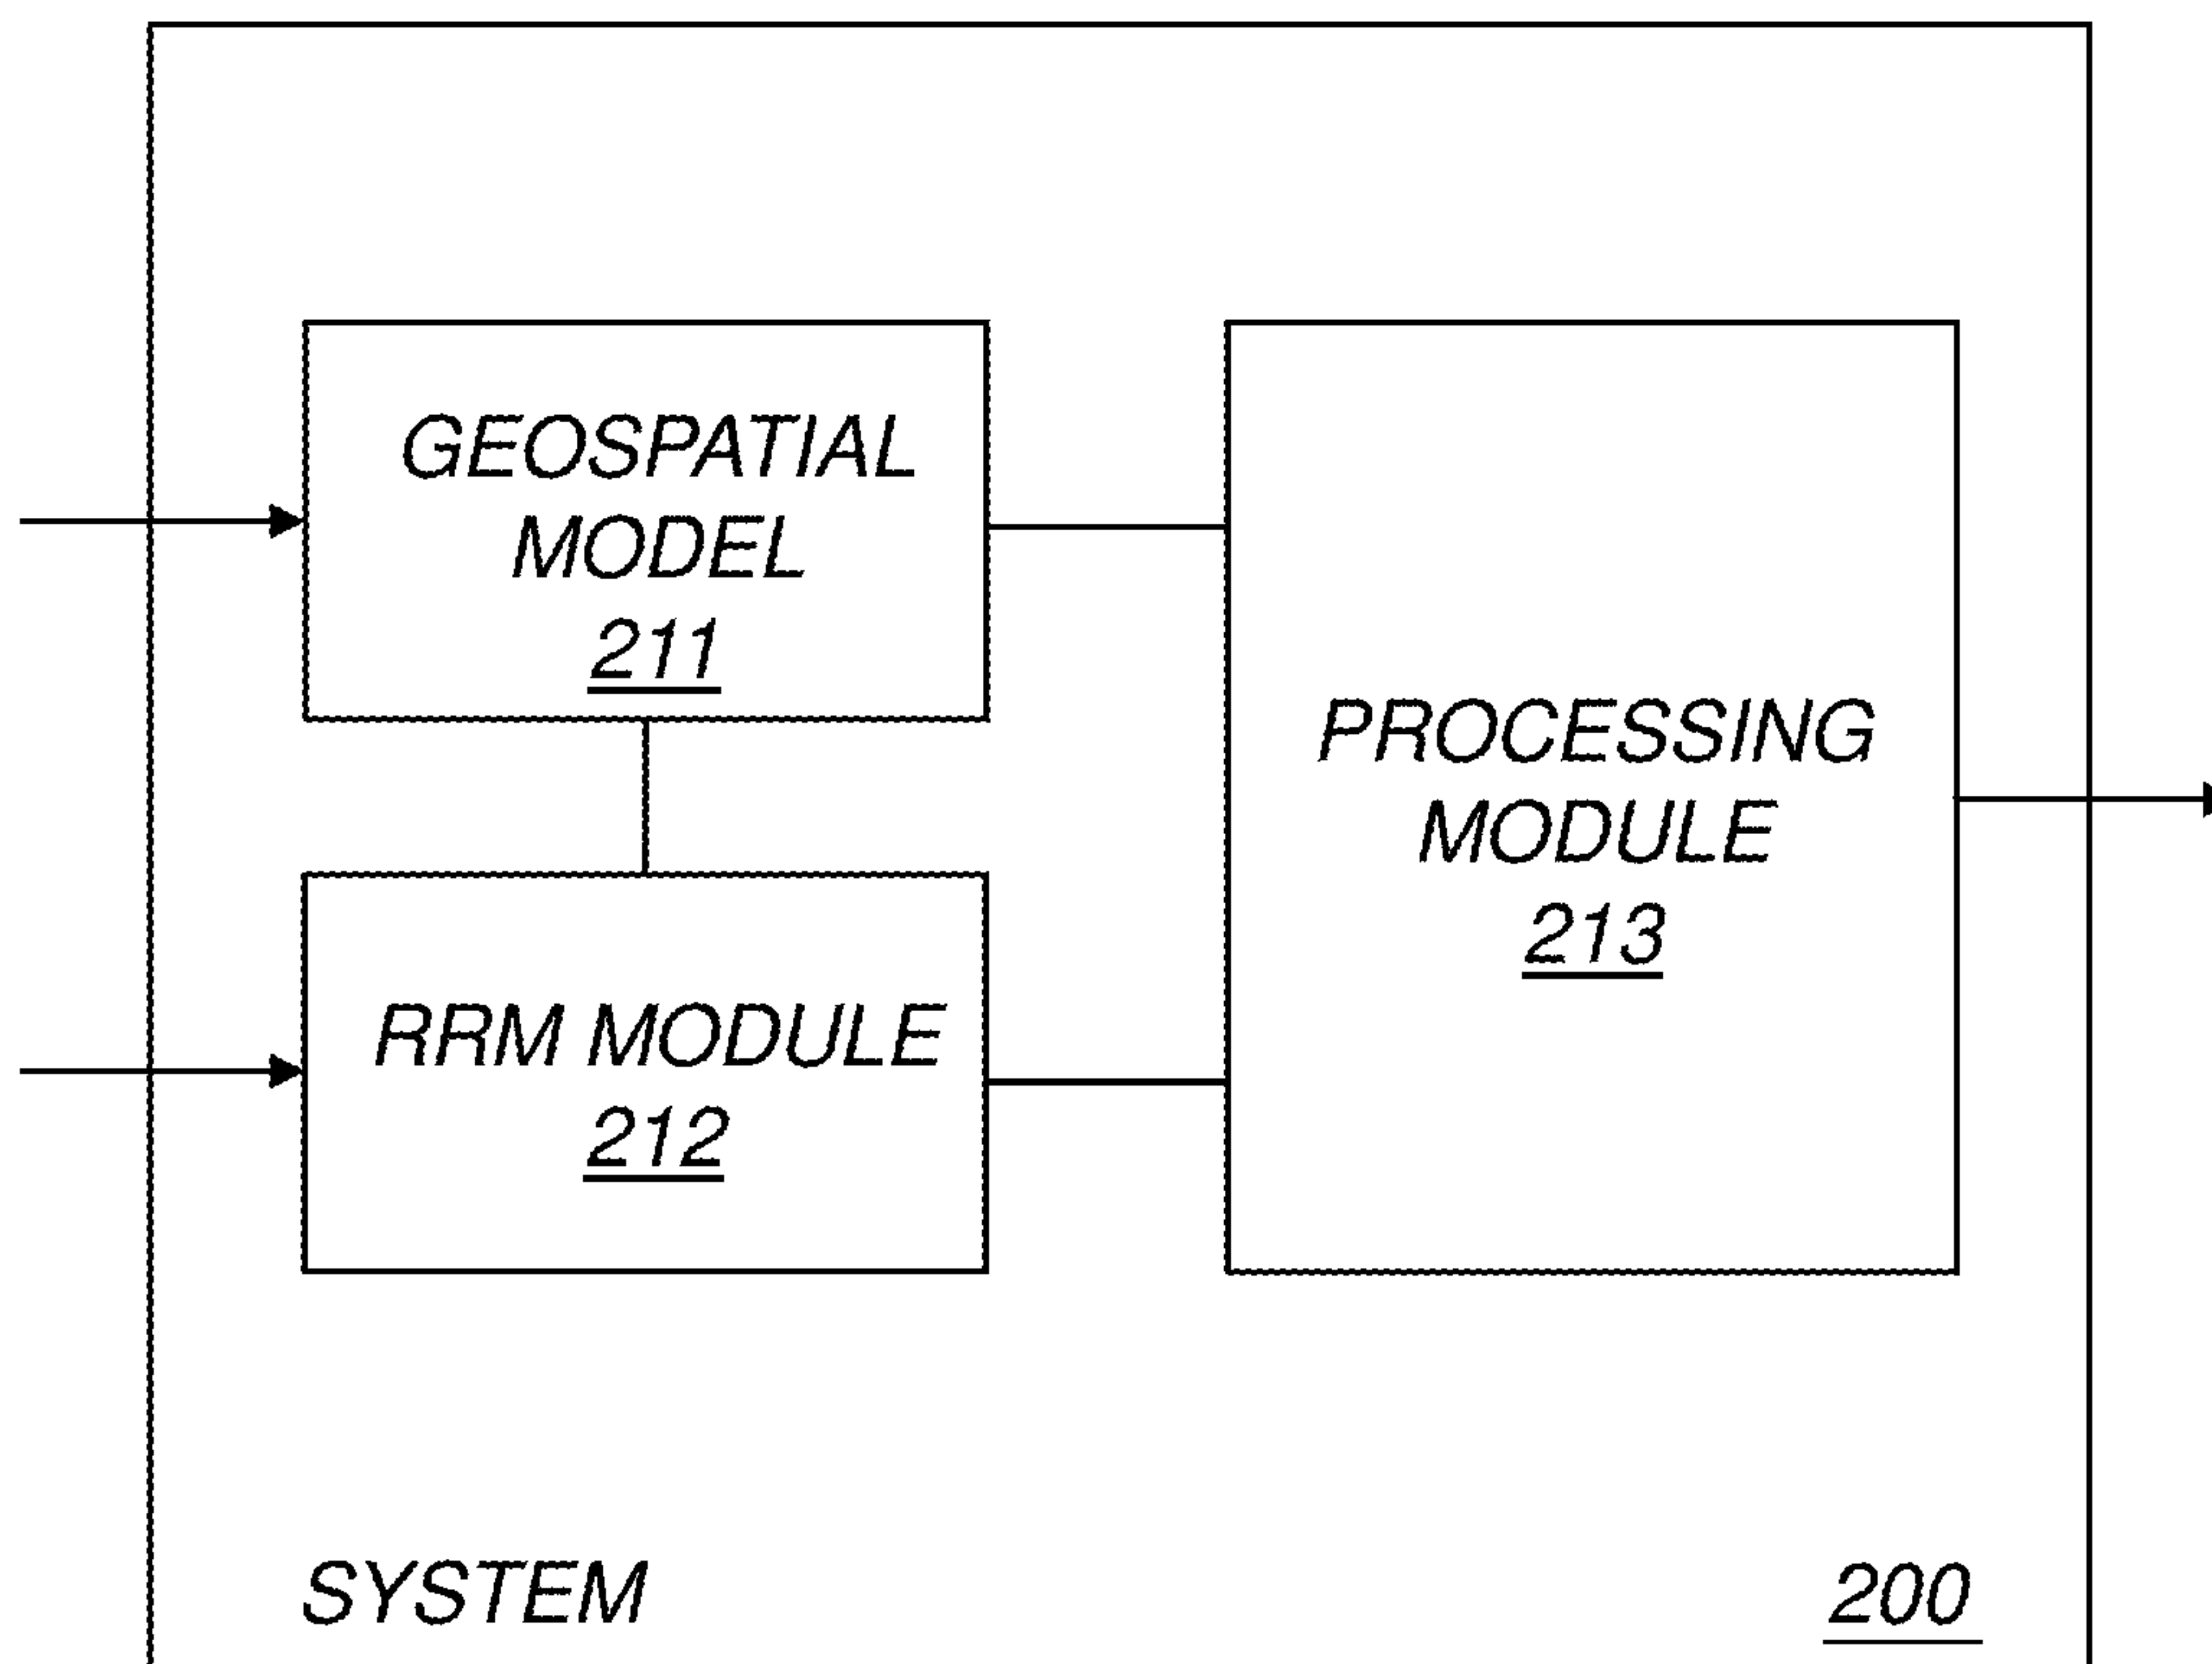 GEOSPATIAL
MODEL
211
PROCESSING
MODULE
213
RRM MODULE
212
SYSTEM
200